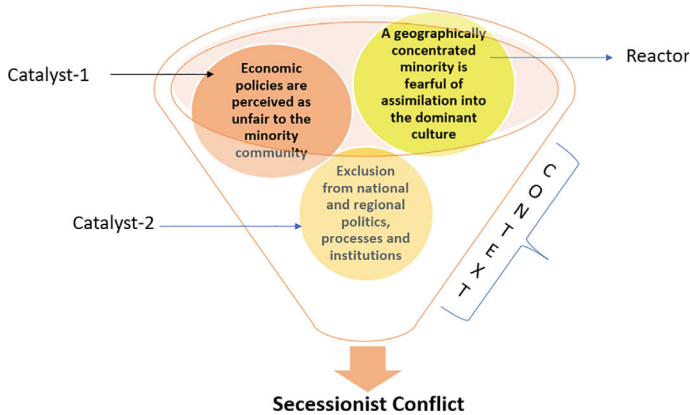 A geographically
concentrated
minority is
fearful of
assimilation into
the dominant
culture
Reactor
Catalyst-1
Economic
policies are
perceived as
unfair to the
minority
community
Exclusion
from national
and regional
politics,
processes and
institutions
Catalyst-2
CONTEXT
Secessionist Conflict